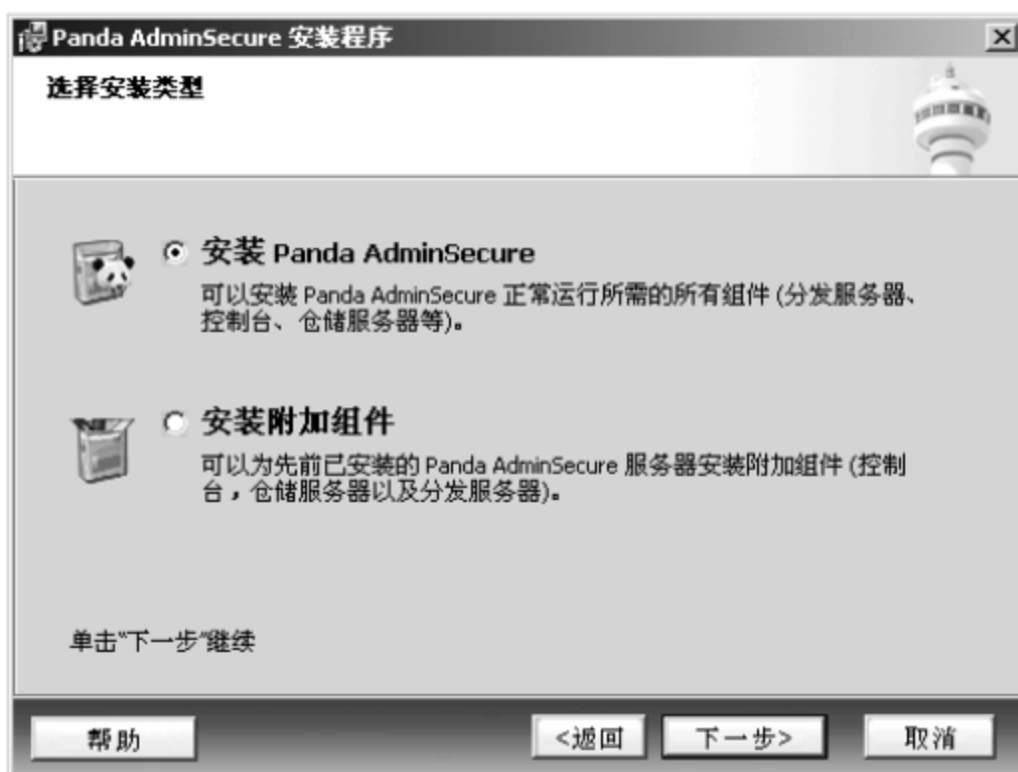 Panda AdminSecure 安装程序
选择安装类型
安装 Panda AdminSecure
可以安装 Panda AdminSecure 正常运行所需的所有组件 (分发服务器、
控制台、仓储服务器等)。
安装附加组件
可以为先前已安装的 Panda AdminSecure 服务器安装附加组件 (控制
台，仓储服务器以及分发服务器)。
单击"下一步"继续
帮助
<返回
下一步>
取消